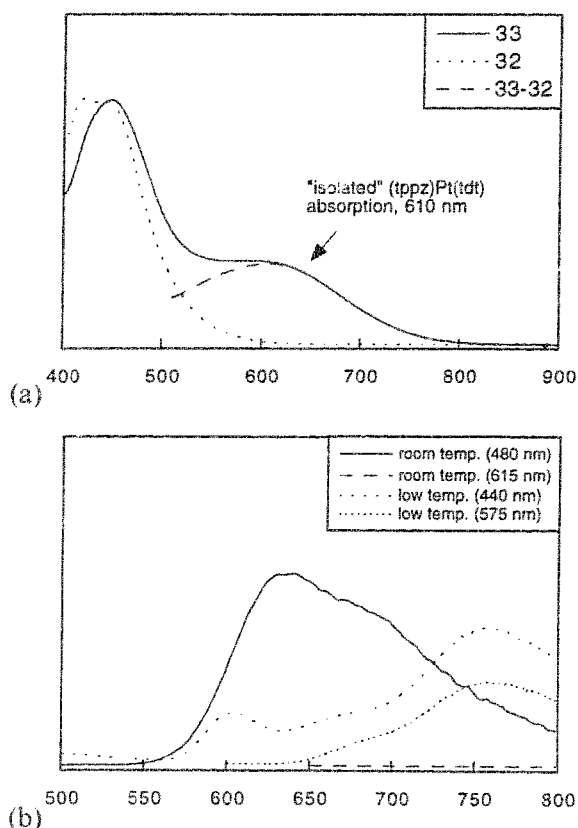 33
32
33-32
"isolated" (tppz)Pt(tdt)
absorption, 610 nm
400 500 600 700 800 900
(a)
room temp. (480 nm)
room temp. (615 nm)
low temp. (440 nm)
low temp. (575 nm)
500 550 600 650 700 750 800
(b)